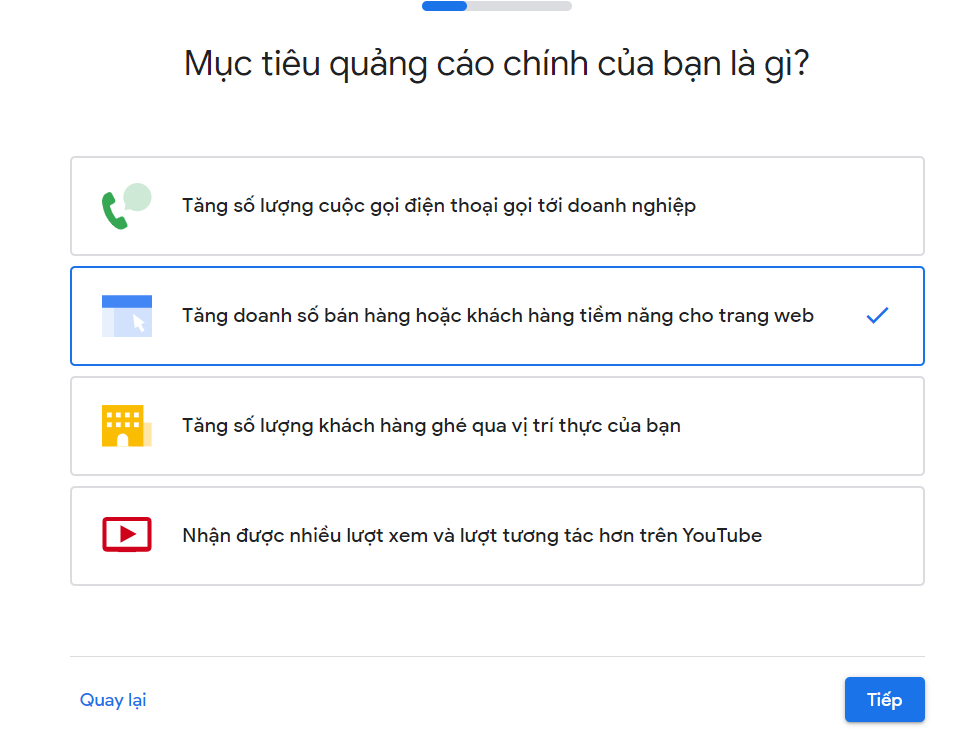 Mục tiêu quảng cáo chính của bạn là gì?
Tăng số lượng cuộc gọi điện thoại gọi tới doanh nghiệp
Tăng doanh số bán hàng hoặc khách hàng tiềm năng cho trang web
Tăng số lượng khách hàng ghé qua vị trí thực của bạn
Nhận được nhiều lượt xem và lượt tương tác hơn trên YouTube
Quay lại
Tiếp